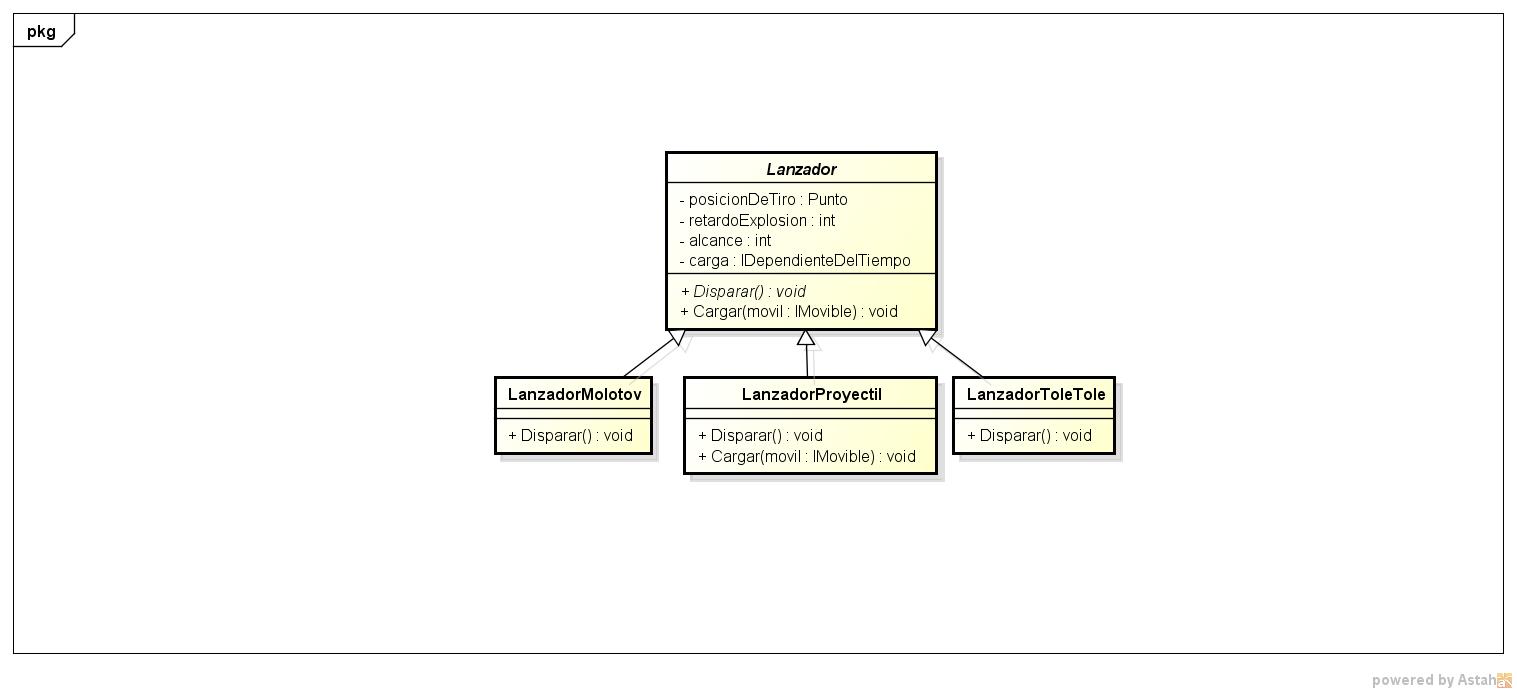 pkg
Lanzador
- posicionDeTiro : Punto
- retardoExplosion : int
- alcance : int
- carga : IDependienteDelTiempo
+ Disparar() : void
+ Cargar(movil : IMovible) : void
LanzadorMolotov
+ Disparar() : void
LanzadorProyectil
+ Disparar() : void
+ Cargar(movil : IMovible) : void
LanzadorToleTole
+ Disparar() : void
powered by Astah